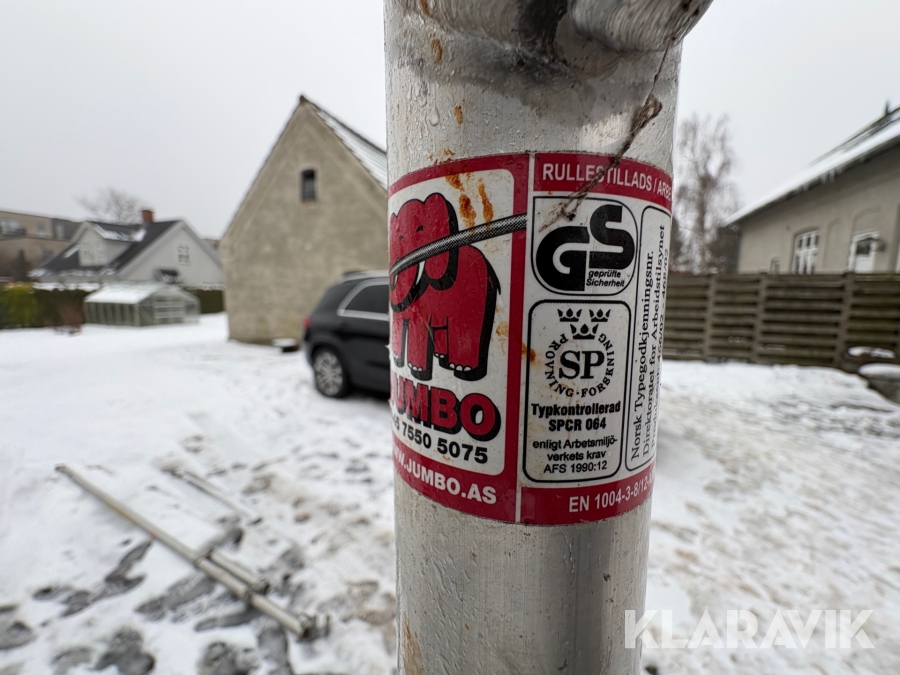 JUMBO
7550 5075
WWW.JUMBO.AS
RULLESTILLADS /
GS
geprüfte
Sicherheit
PROVNING · FORSKNING
SP
Typkontrollerad
SPCR 064
enligt Arbetsmiljö-
verkets krav
AFS 1990:12
Norsk Typegodkjenningsnr.
Direktoratet for Arbeidstilsynet
EN 1004-3-8/12-
KLARAVIK